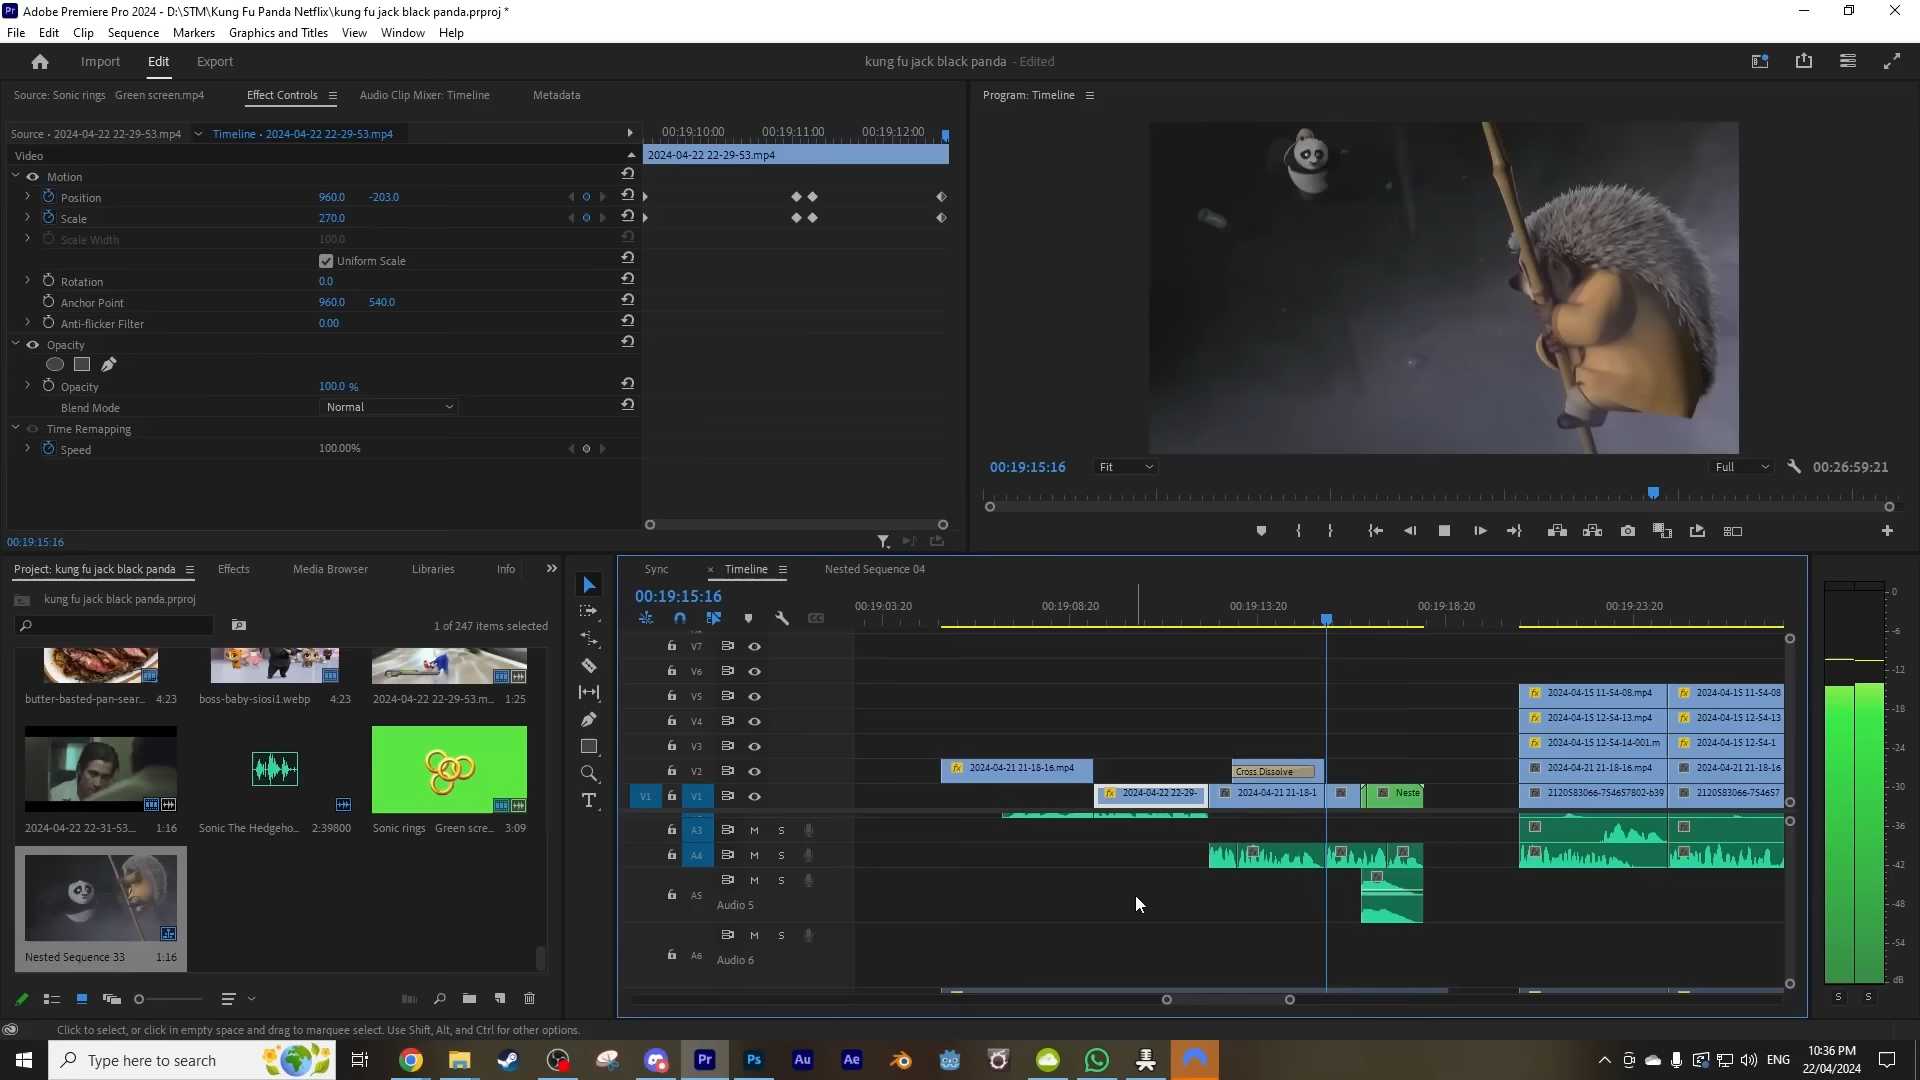 Adobe Premiere Pro 2024 - D:\STM\Kung Fu Panda Netflix\kung fu jack black panda.prproj *
File Edit Clip Sequence Markers Graphics and Titles View Window Help
Import Edit Export
kung fu jack black panda - Edited
Source: Sonic rings Green screen.mp4
Effect Controls
Audio Clip Mixer: Timeline
Metadata
Program: Timeline
Source • 2024-04-22 22-29-53.mp4
Timeline • 2024-04-22 22-29-53.mp4
00:19:10:00 00:19:11:00 00:19:12:00
Video
2024-04-22 22-29-53.mp4
Motion
Position 960.0 -203.0
Scale 270.0
Scale Width 100.0
Uniform Scale
Rotation 0.0
Anchor Point 960.0 540.0
Anti-flicker Filter 0.00
Opacity
Opacity 100.0 %
Blend Mode Normal
Time Remapping
Speed 100.00%
00:19:15:16
00:19:15:16 Fit Full 00:26:59:21
Project: kung fu jack black panda
Effects
Media Browser
Libraries
Info
kung fu jack black panda.prproj
1 of 247 items selected
butter-basted-pan-sear... 4:23
boss-baby-siosi1.webp 4:23
2024-04-22 22-29-53.m... 1:25
2024-04-22 22-31-53... 1:16
Sonic The Hedgeho... 2:39800
Sonic rings Green scre... 3:09
Nested Sequence 33 1:16
Sync Timeline Nested Sequence 04
00:19:15:16
00:19:03:20 00:19:08:20 00:19:13:20 00:19:18:20 00:19:23:20
V7
V6
V5 2024-04-15 11-54-08.mp4 2024-04-15 11-54-08
V4 2024-04-15 12-54-13.mp4 2024-04-15 12-54-13
V3 2024-04-15 12-54-14-001.m 2024-04-15 12-54-1
V2 2024-04-21 21-18-16.mp4 Cross Dissolve 2024-04-21 21-18-16.mp4 2024-04-21 21-18-16
V1 V1 2024-04-22 22-29- 2024-04-21 21-18-1 Neste 2120583066-754657802-b39 2120583066-7546S7
A3 M S
A4 M S
M S
A5 Audio 5
M S
A6 Audio 6
0
-6
-12
-18
-24
-30
-36
-42
-48
-54
dB
S S
Click to select, or click in empty space and drag to marquee select. Use Shift, Alt, and Ctrl for other options.
Type here to search
Pr Ps Au Ae
ENG
10:36 PM
22/04/2024